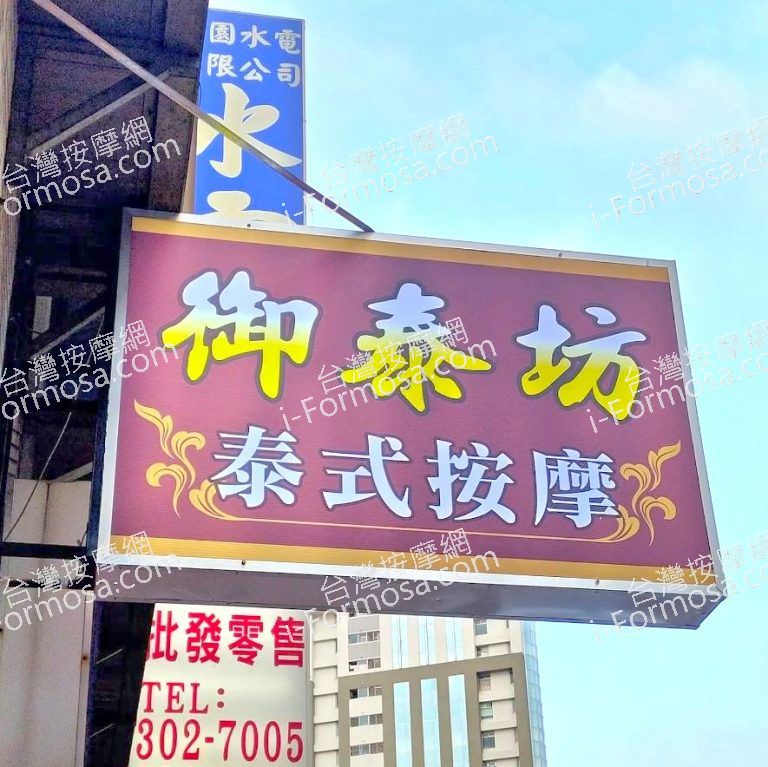 園水電
限公司
水
御泰坊
泰式按摩
批發零售
TEL:
302-7005
台灣按摩網
i-Formosa.com